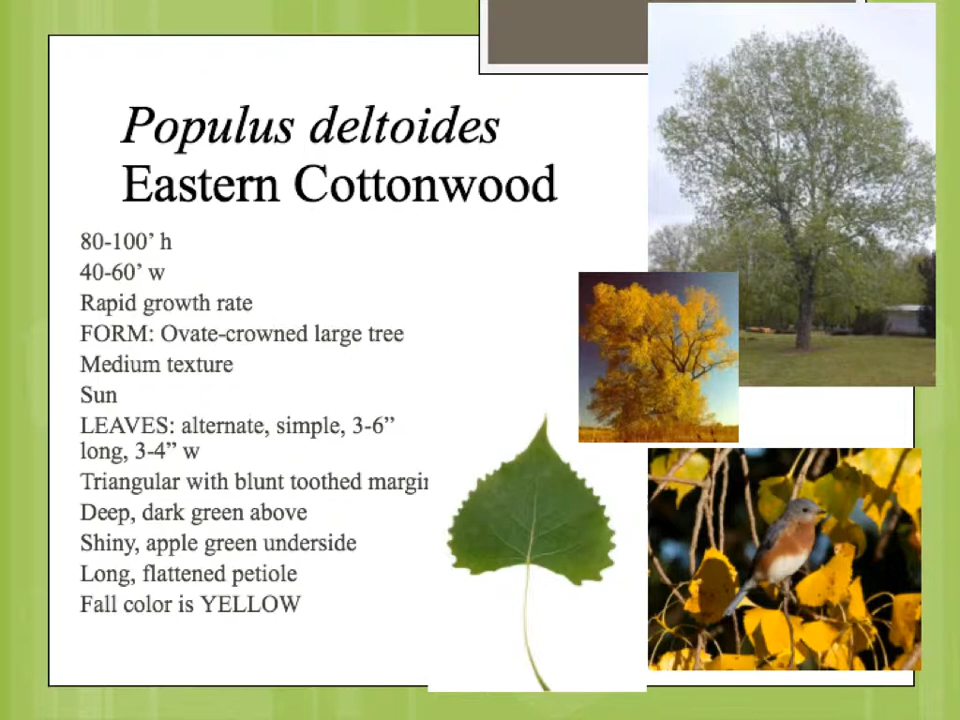 Populus deltoides
Eastern Cottonwood
80-100’ h
40-60’ w
Rapid growth rate
FORM: Ovate-crowned large tree
Medium texture
Sun
LEAVES: alternate, simple, 3-6”
long, 3-4” w
Triangular with blunt toothed margin
Deep, dark green above
Shiny, apple green underside
Long, flattened petiole
Fall color is YELLOW